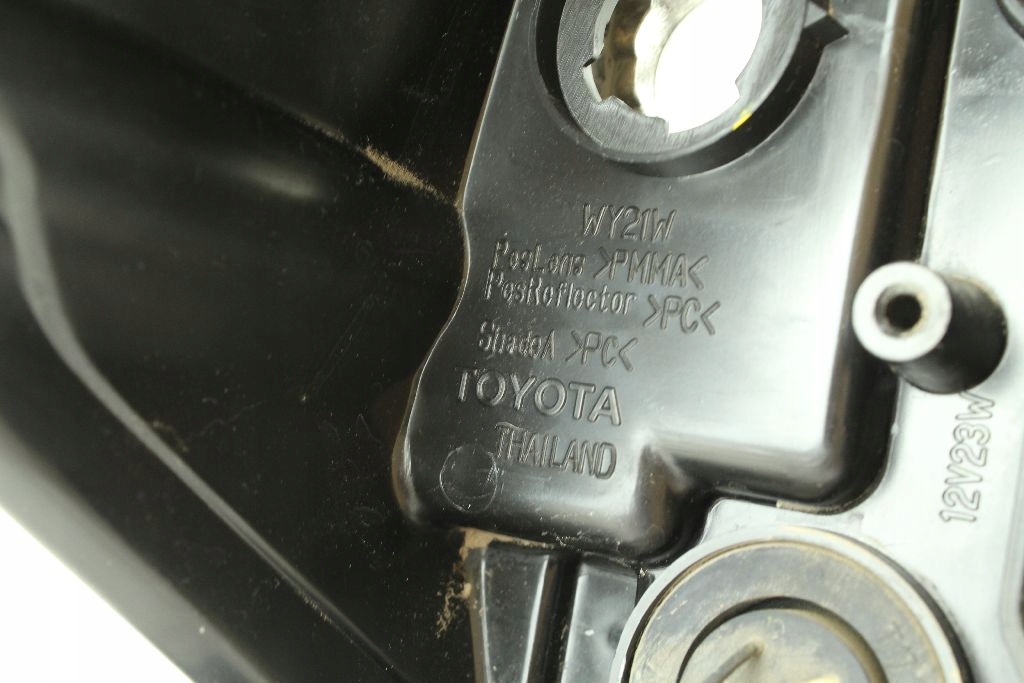 WY21W
PosLens >PMMA<
PosReflector >PC<
ShadeA >PC<
TOYOTA
THAILAND
12V23W